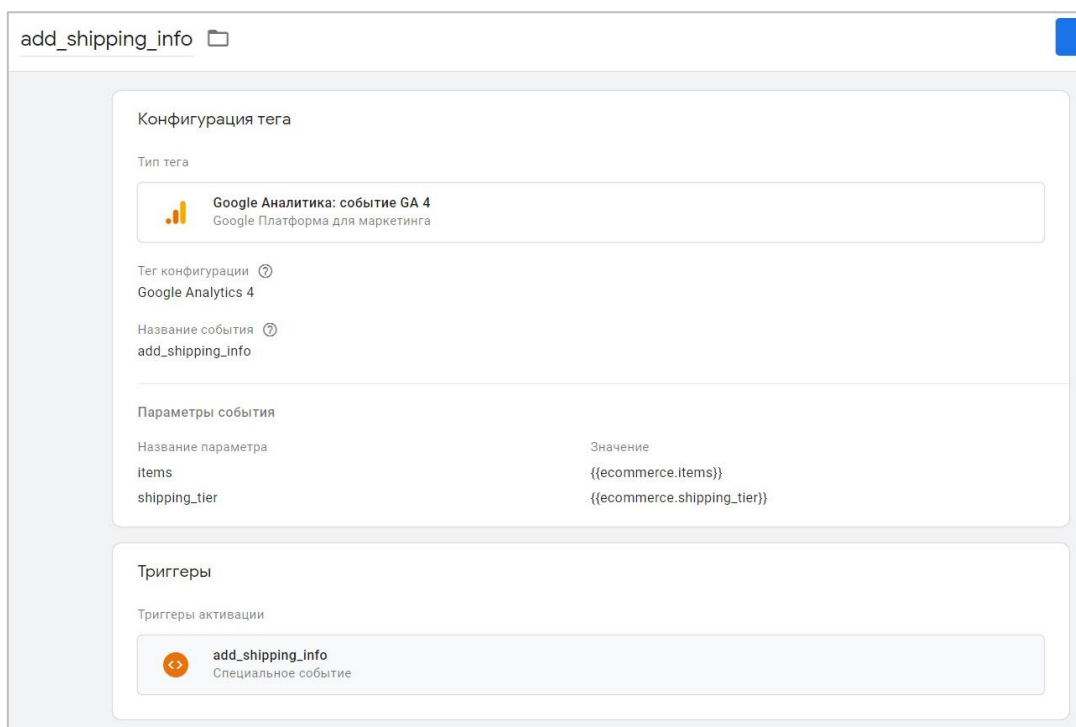 add_shipping_info
Конфигурация тега
Тип тега
Google Аналитика: событие GA 4
Google Платформа для маркетинга
Тег конфигурации
Google Analytics 4
Название события
add_shipping_info
Параметры события
Название параметра Значение
items {{ecommerce.items}}
shipping_tier {{ecommerce.shipping_tier}}
Триггеры
Триггеры активации
add_shipping_info
Специальное событие